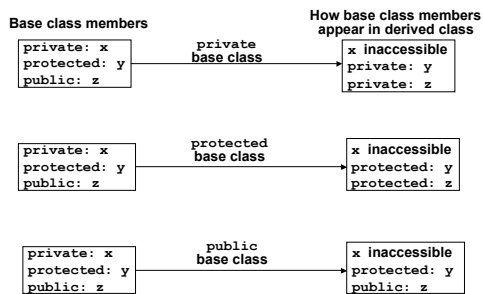 Base class members
How base class members
appear in derived class
private: x
protected: y
public: z
private
base class
x inaccessible
private: y
private: z
private: x
protected: y
public: z
protected
base class
x inaccessible
protected: y
protected: z
private: x
protected: y
public: z
public
base class
x inaccessible
protected: y
public: z